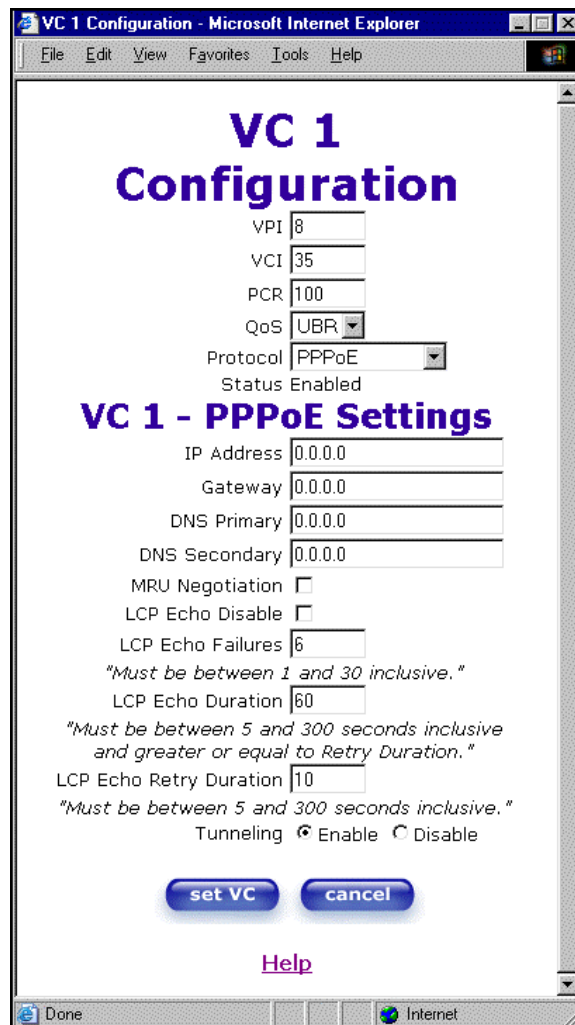 VC 1 Configuration - Microsoft Internet Explorer
File Edit View Favorites Tools Help
VC 1
Configuration
VPI 8
VCI 35
PCR 100
QoS UBR
Protocol PPPoE
Status Enabled
VC 1 - PPPoE Settings
IP Address 0.0.0.0
Gateway 0.0.0.0
DNS Primary 0.0.0.0
DNS Secondary 0.0.0.0
MRU Negotiation
LCP Echo Disable
LCP Echo Failures 6
"Must be between 1 and 30 inclusive."
LCP Echo Duration 60
"Must be between 5 and 300 seconds inclusive
and greater or equal to Retry Duration."
LCP Echo Retry Duration 10
"Must be between 5 and 300 seconds inclusive."
Tunneling Enable Disable
set VC cancel
Help
Done Internet